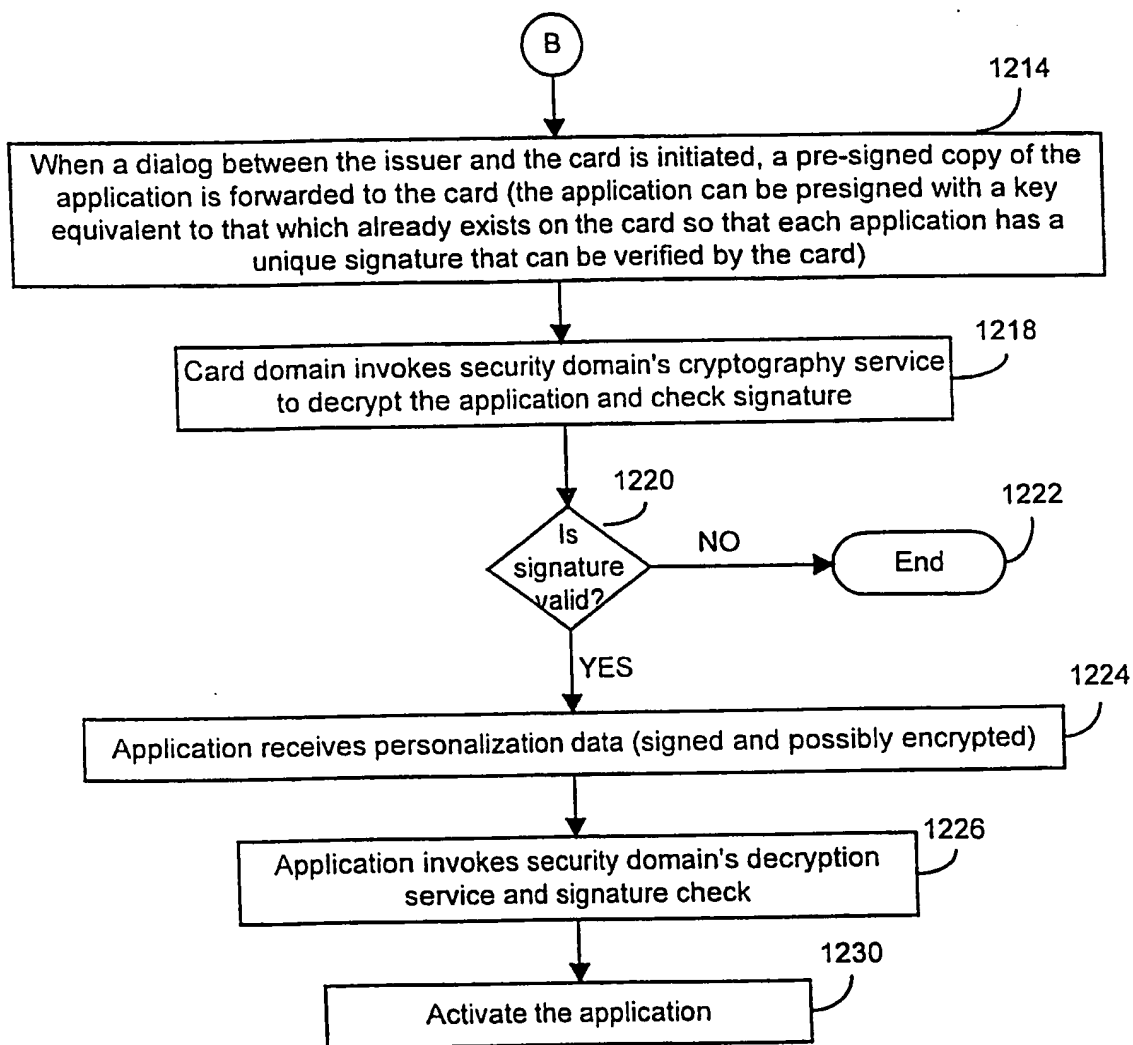 B
1214
When a dialog between the issuer and the card is initiated, a pre-signed copy of the
application is forwarded to the card (the application can be presigned with a key
equivalent to that which already exists on the card so that each application has a
unique signature that can be verified by the card)
1218
Card domain invokes security domain's cryptography service
to decrypt the application and check signature
1220
1222
Is
signature
valid?
NO
End
YES
1224
Application receives personalization data (signed and possibly encrypted)
1226
Application invokes security domain's decryption
service and signature check
1230
Activate the application